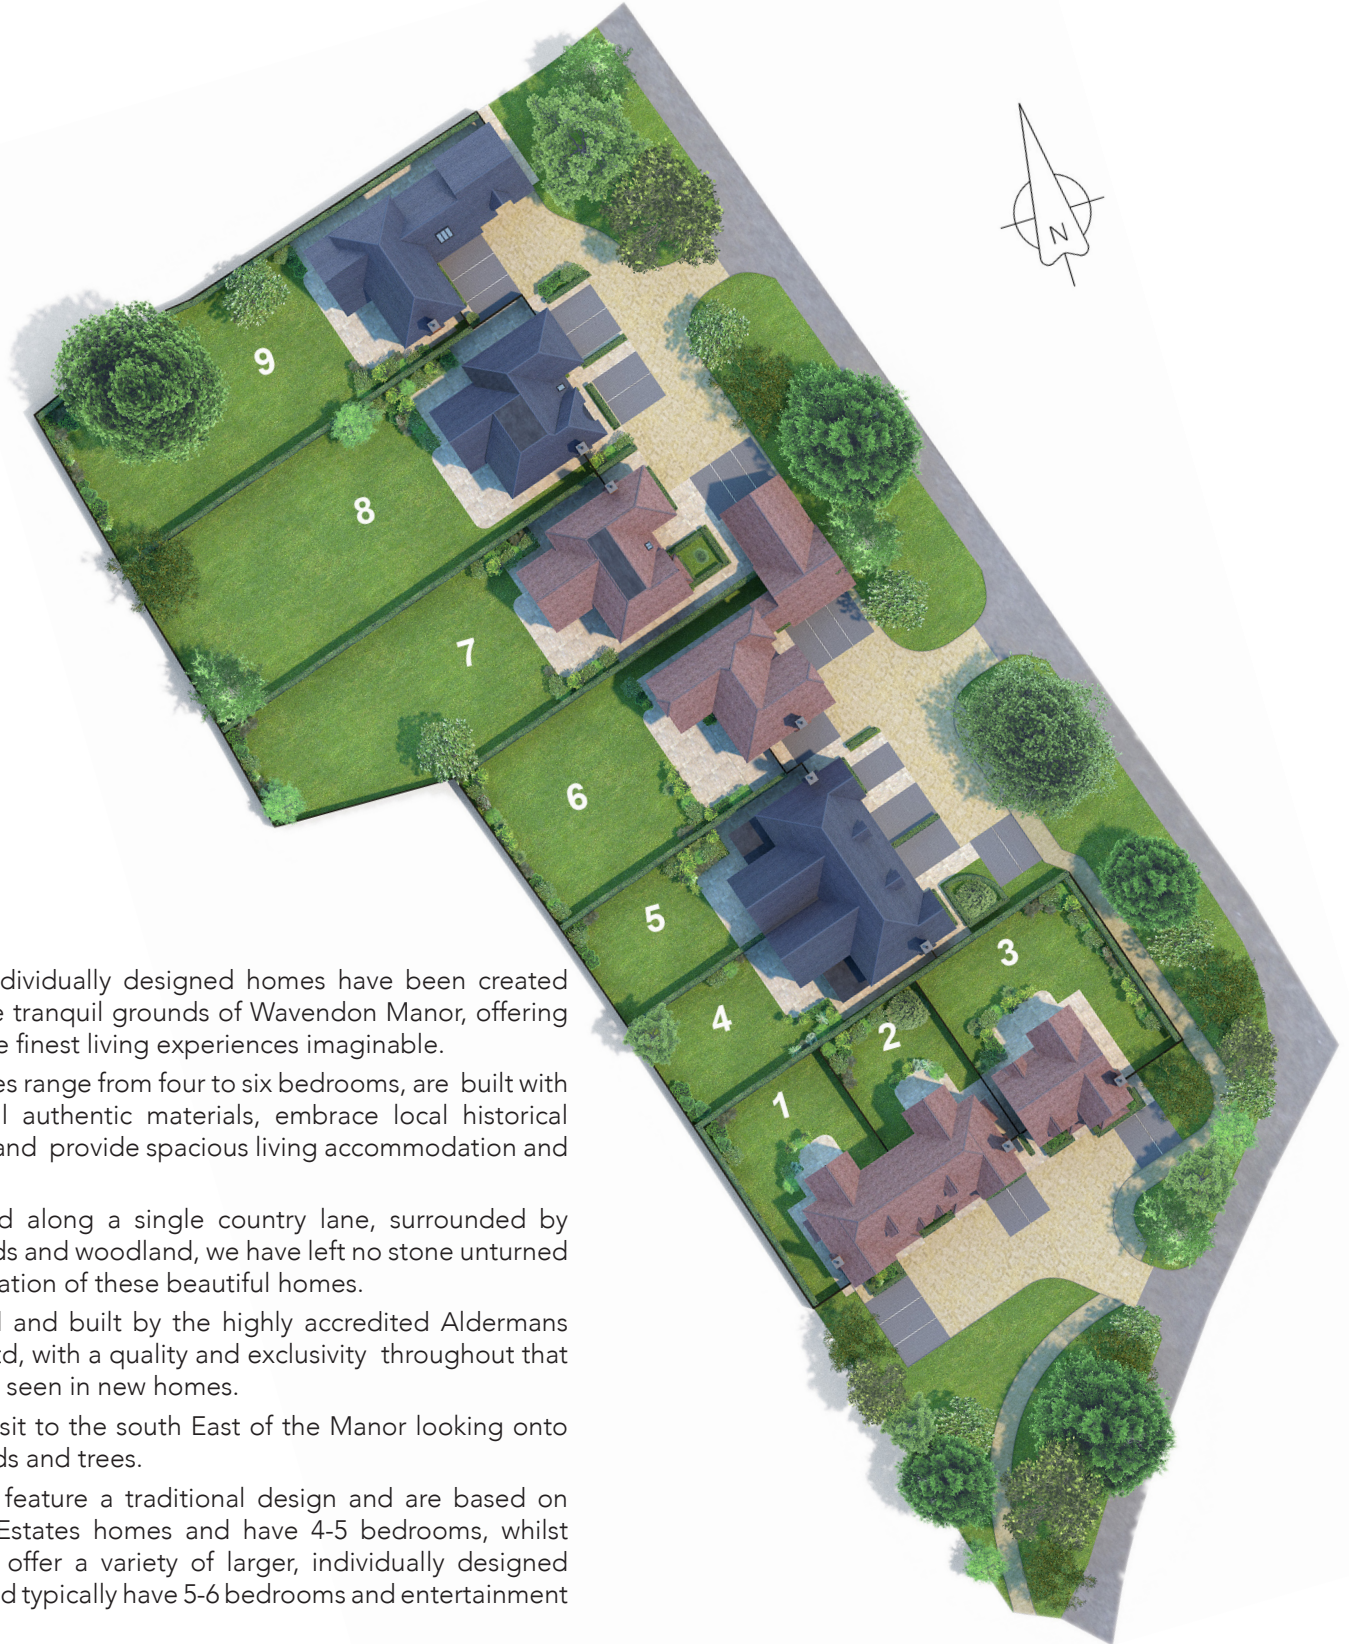 N
9
8
7
6
5
4
3
2
1
dividually designed homes have been created
e tranquil grounds of Wavendon Manor, offering
e finest living experiences imaginable.
es range from four to six bedrooms, are built with
l authentic materials, embrace local historical
and provide spacious living accommodation and
d along a single country lane, surrounded by
ds and woodland, we have left no stone unturned
ation of these beautiful homes.
d and built by the highly accredited Aldermans
td, with a quality and exclusivity throughout that
seen in new homes.
sit to the south East of the Manor looking onto
ds and trees.
feature a traditional design and are based on
Estates homes and have 4-5 bedrooms, whilst
offer a variety of larger, individually designed
d typically have 5-6 bedrooms and entertainment